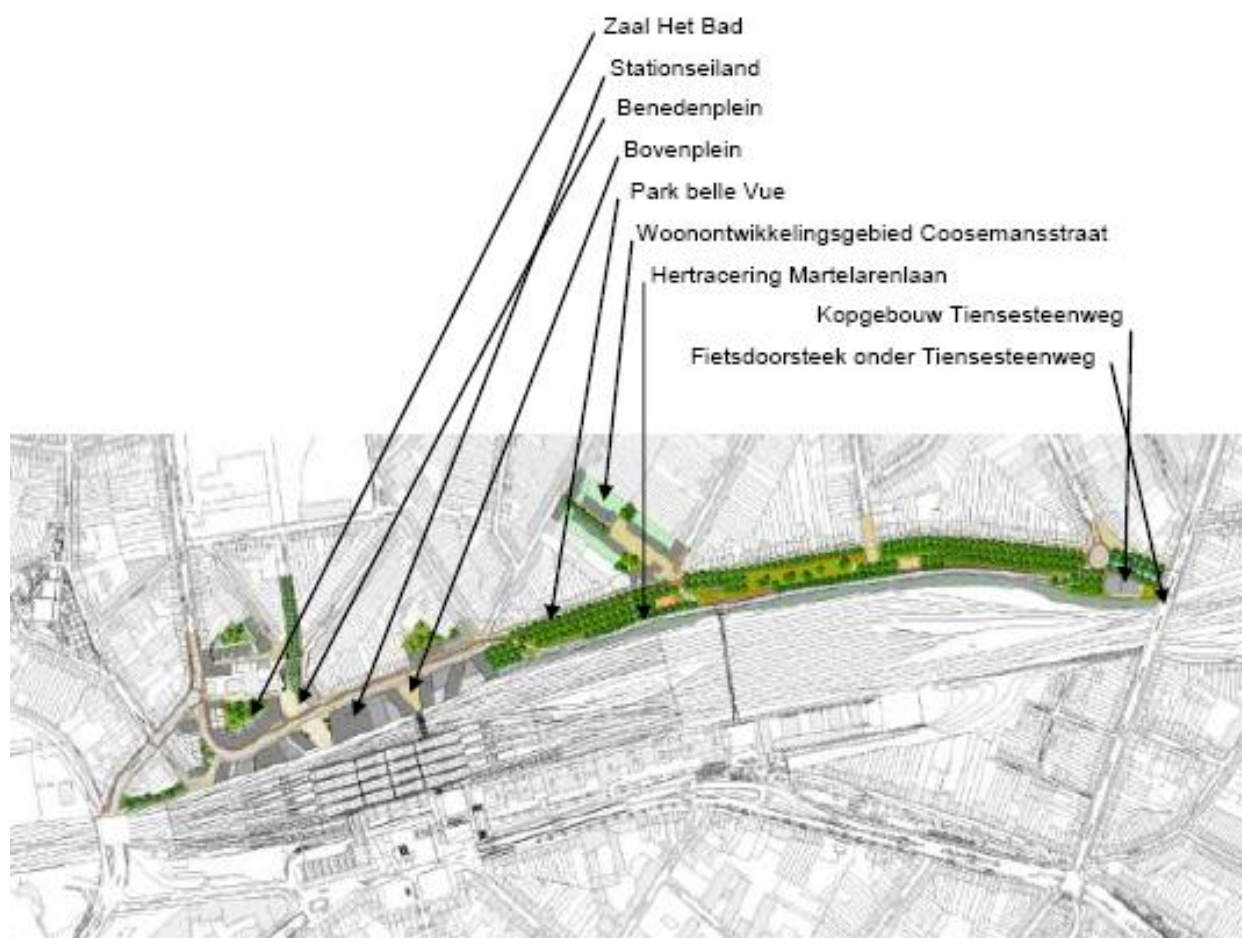 Zaal Het Bad
Stationseiland
Benedenplein
Bovenplein
Park belle Vue
Woonontwikkelingsgebied Coosemansstraat
Hertracering Martelarenlaan
Kopgebouw Tiensesteenweg
Fietsdoorsteek onder Tiensesteenweg